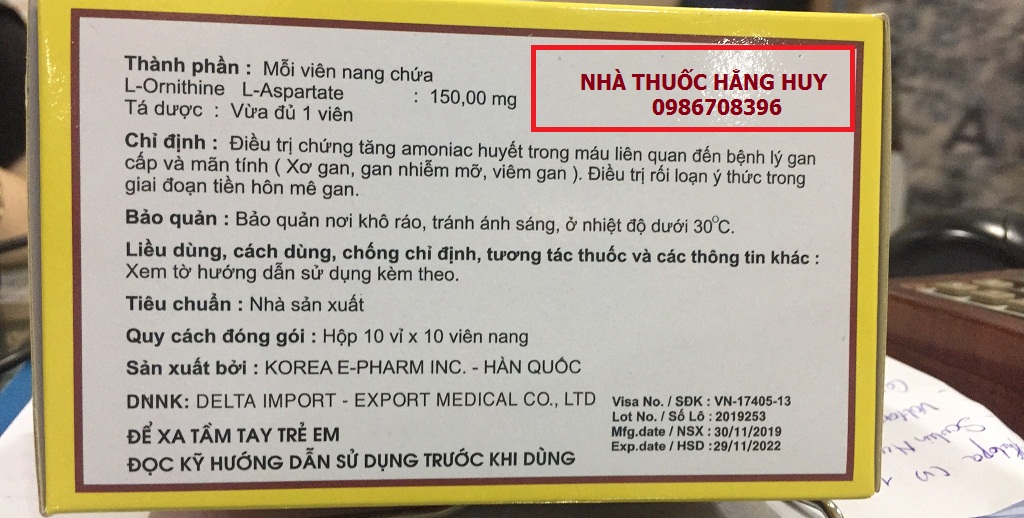 Thành phần : Mỗi viên nang chứa
L-Ornithine L-Aspartate : 150,00 mg
Tá dược : Vừa đủ 1 viên
NHÀ THUỐC HẰNG HUY
0986708396
Chỉ định : Điều trị chứng tăng amoniac huyết trong máu liên quan đến bệnh lý gan
cấp và mãn tính ( Xơ gan, gan nhiễm mỡ, viêm gan ). Điều trị rối loạn ý thức trong
giai đoạn tiền hôn mê gan.
Bảo quản : Bảo quản nơi khô ráo, tránh ánh sáng, ở nhiệt độ dưới 30°C.
Liều dùng, cách dùng, chống chỉ định, tương tác thuốc và các thông tin khác :
Xem tờ hướng dẫn sử dụng kèm theo.
Tiêu chuẩn : Nhà sản xuất
Quy cách đóng gói : Hộp 10 vỉ x 10 viên nang
Sản xuất bởi : KOREA E-PHARM INC. - HÀN QUỐC
DNNK: DELTA IMPORT - EXPORT MEDICAL CO., LTD
ĐỂ XA TẦM TAY TRẺ EM
ĐỌC KỸ HƯỚNG DẪN SỬ DỤNG TRƯỚC KHI DÙNG
Visa No. / SĐK : VN-17405-13
Lot No. / Số Lô : 2019253
Mfg.date / NSX : 30/11/2019
Exp.date / HSD :29/11/2022